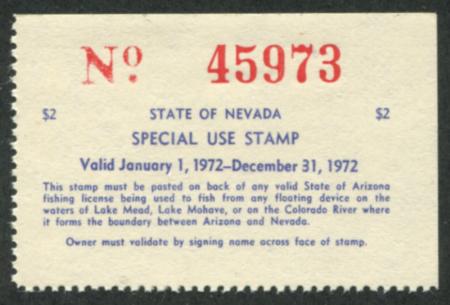 No. 45973
$2 STATE OF NEVADA $2
SPECIAL USE STAMP
Valid January 1, 1972–December 31, 1972
This stamp must be posted on back of any valid State of Arizona
fishing license being used to fish from any floating device on the
waters of Lake Mead, Lake Mohave, or on the Colorado River where
it forms the boundary between Arizona and Nevada.
Owner must validate by signing name across face of stamp.